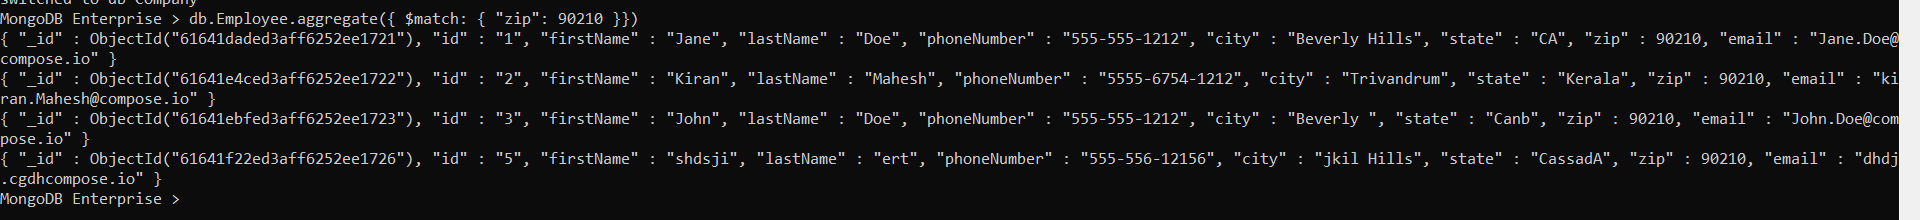 switched to db Company
MongoDB Enterprise > db.Employee.aggregate({ $match: { "zip": 90210 }})
{ "_id" : ObjectId("61641daded3aff6252ee1721"), "id" : "1", "firstName" : "Jane", "lastName" : "Doe", "phoneNumber" : "555-555-1212", "city" : "Beverly Hills", "state" : "CA", "zip" : 90210, "email" : "Jane.Doe@
compose.io" }
{ "_id" : ObjectId("61641e4ced3aff6252ee1722"), "id" : "2", "firstName" : "Kiran", "lastName" : "Mahesh", "phoneNumber" : "5555-6754-1212", "city" : "Trivandrum", "state" : "Kerala", "zip" : 90210, "email" : "ki
ran.Mahesh@compose.io" }
{ "_id" : ObjectId("61641ebfed3aff6252ee1723"), "id" : "3", "firstName" : "John", "lastName" : "Doe", "phoneNumber" : "555-555-1212", "city" : "Beverly ", "state" : "Canb", "zip" : 90210, "email" : "John.Doe@com
pose.io" }
{ "_id" : ObjectId("61641f22ed3aff6252ee1726"), "id" : "5", "firstName" : "shdsji", "lastName" : "ert", "phoneNumber" : "555-556-12156", "city" : "jkil Hills", "state" : "CassadA", "zip" : 90210, "email" : "dhdj
.cgdhcompose.io" }
MongoDB Enterprise >